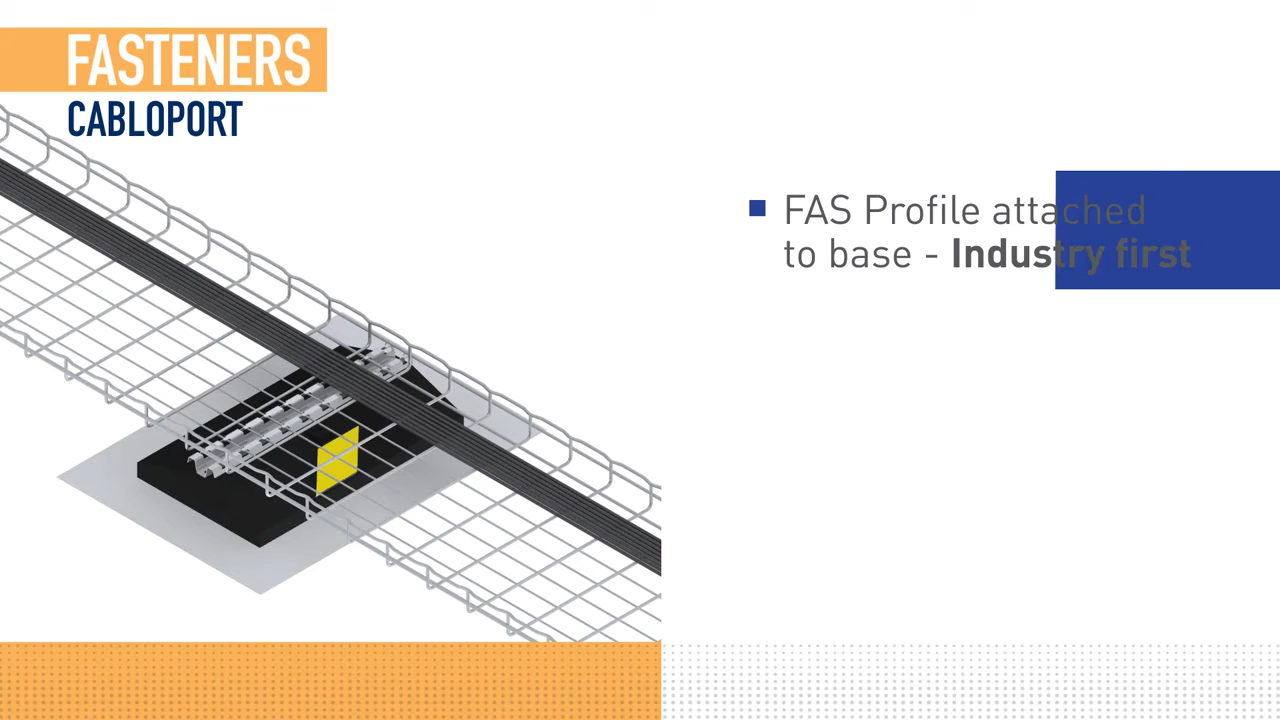 FASTENERS
CABLOPORT
FAS Profile attached
to base - Industry first